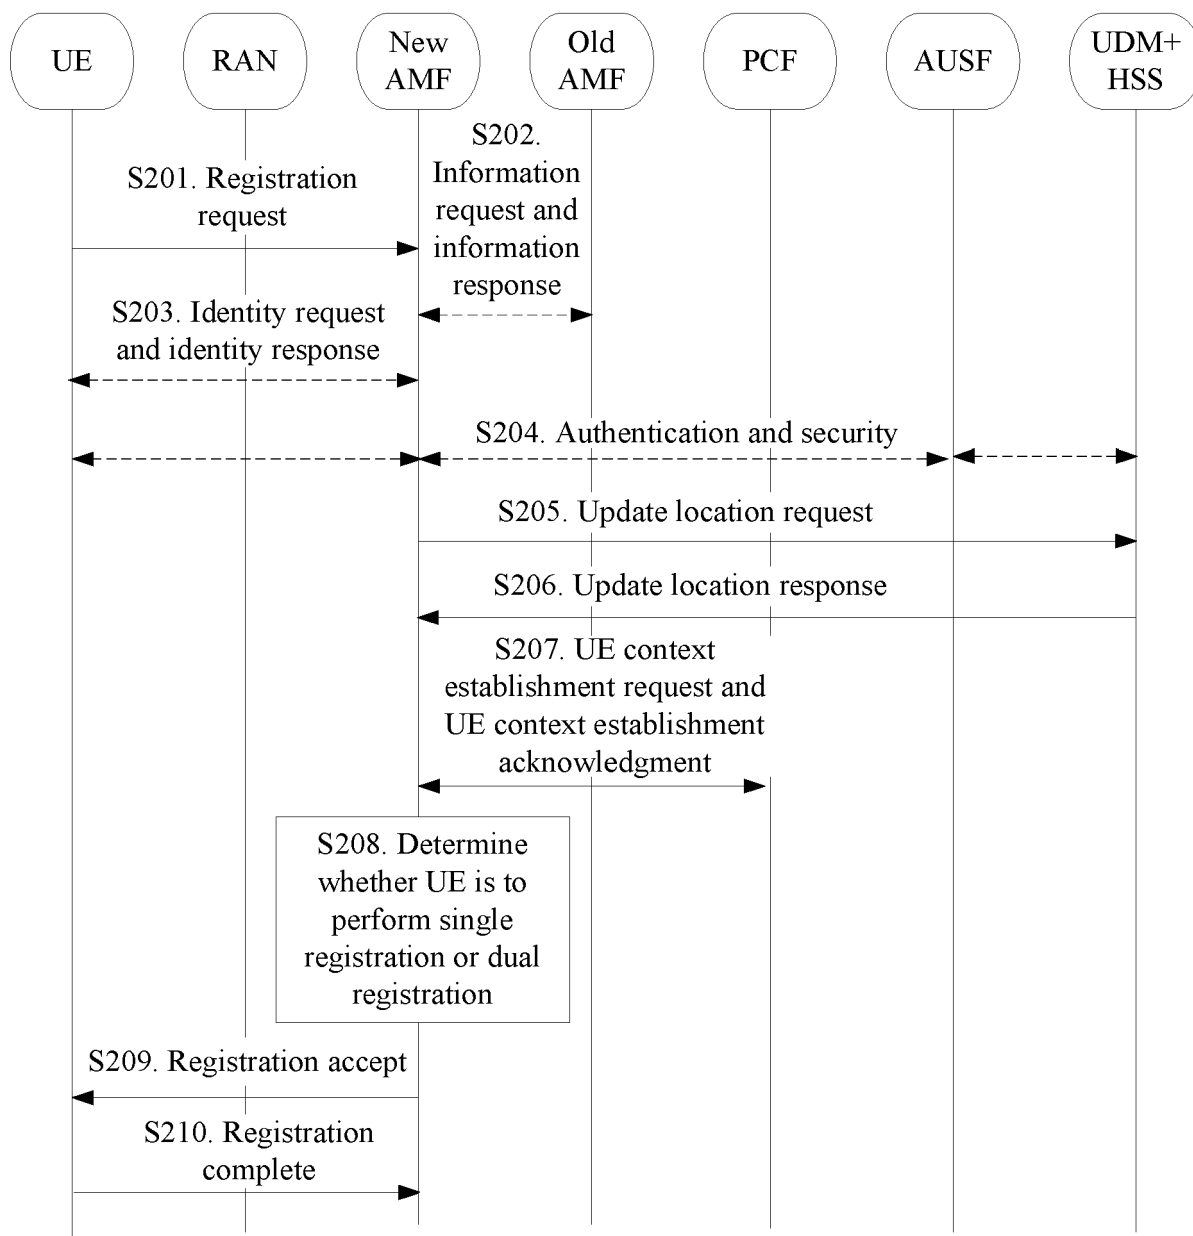 UE
RAN
New
AMF
Old
AMF
PCF
AUSF
UDM+
HSS
S201. Registration
request
S202.
Information
request and
information
response
S203. Identity request
and identity response
S204. Authentication and security
S205. Update location request
S206. Update location response
S207. UE context
establishment request and
UE context establishment
acknowledgment
S208. Determine
whether UE is to
perform single
registration or dual
registration
S209. Registration accept
S210. Registration
complete